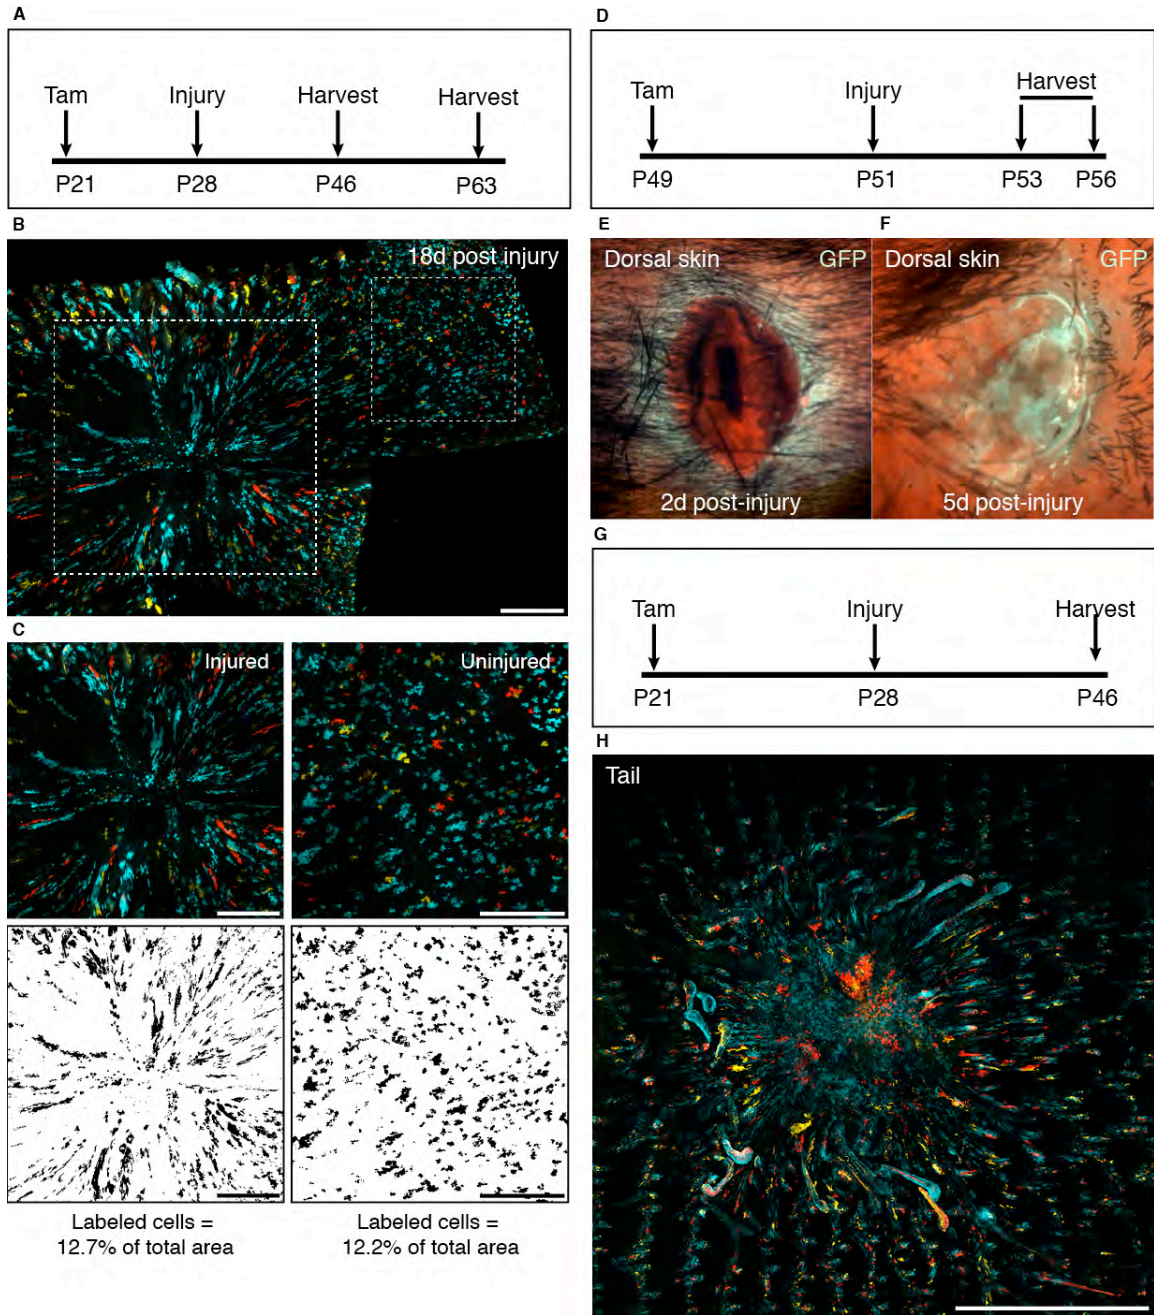 A
Tam Injury Harvest Harvest
P21 P28 P46 P63
B
18d post injury
C
Injured
Uninjured
Labeled cells =
12.7% of total area
Labeled cells =
12.2% of total area
D
Tam Injury Harvest
P49 P51 P53 P56
E
Dorsal skin GFP
2d post-injury
F
Dorsal skin GFP
5d post-injury
G
Tam Injury Harvest
P21 P28 P46
H
Tail